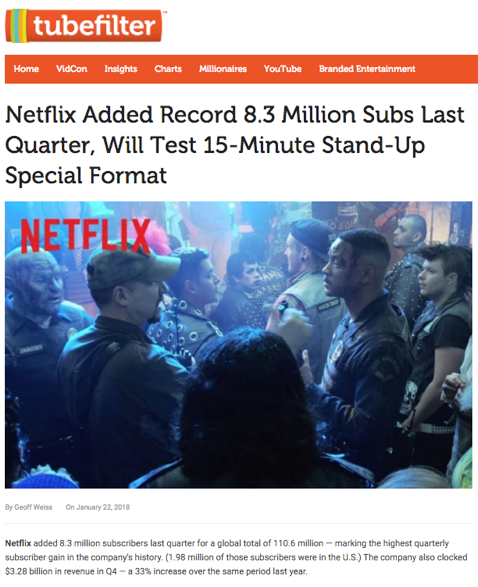 tubefilter
Home VidCon Insights Charts Millionaires YouTube Branded Entertainment
Netflix Added Record 8.3 Million Subs Last
Quarter, Will Test 15-Minute Stand-Up
Special Format
NETFLIX
By Geoff Weiss On January 22, 2018
Netflix added 8.3 million subscribers last quarter for a global total of 110.6 million — marking the highest quarterly
subscriber gain in the company's history. (1.98 million of those subscribers were in the U.S.) The company also clocked
$3.28 billion in revenue in Q4 — a 33% increase over the same period last year.